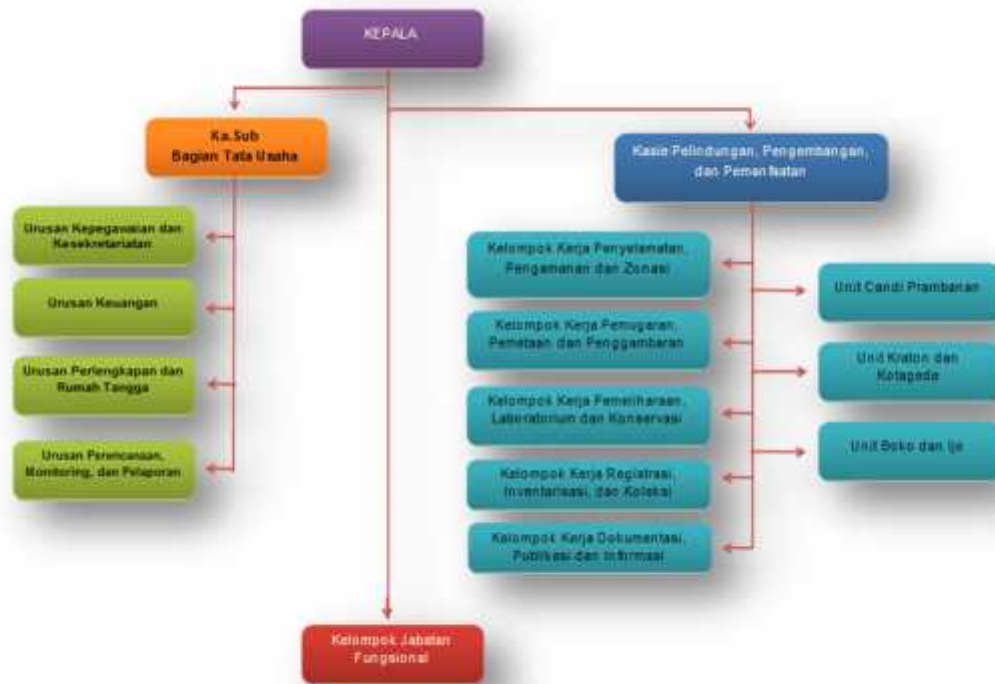 KEPALA
Ka.Sub
Bagian Tata Usaha
Kasie Pelindungan, Pengembangan,
dan Pemanfaatan
Urusan Kepegawaian dan
Kesekretariatan
Urusan Keuangan
Urusan Perlengkapan dan
Rumah Tangga
Urusan Perencanaan,
Monitoring, dan Pelaporan
Kelompok Kerja Penyelamatan,
Pengamanan dan Zonasi
Kelompok Kerja Pemugaran,
Pemetaan dan Penggambaran
Kelompok Kerja Pemeliharaan,
Laboratorium dan Konservasi
Kelompok Kerja Registrasi,
Inventarisasi, dan Koleksi
Kelompok Kerja Dokumentasi,
Publikasi dan Informasi
Unit Candi Prambanan
Unit Kraton dan
Kotagede
Unit Boko dan Ijo
Kelompok Jabatan
Fungsional